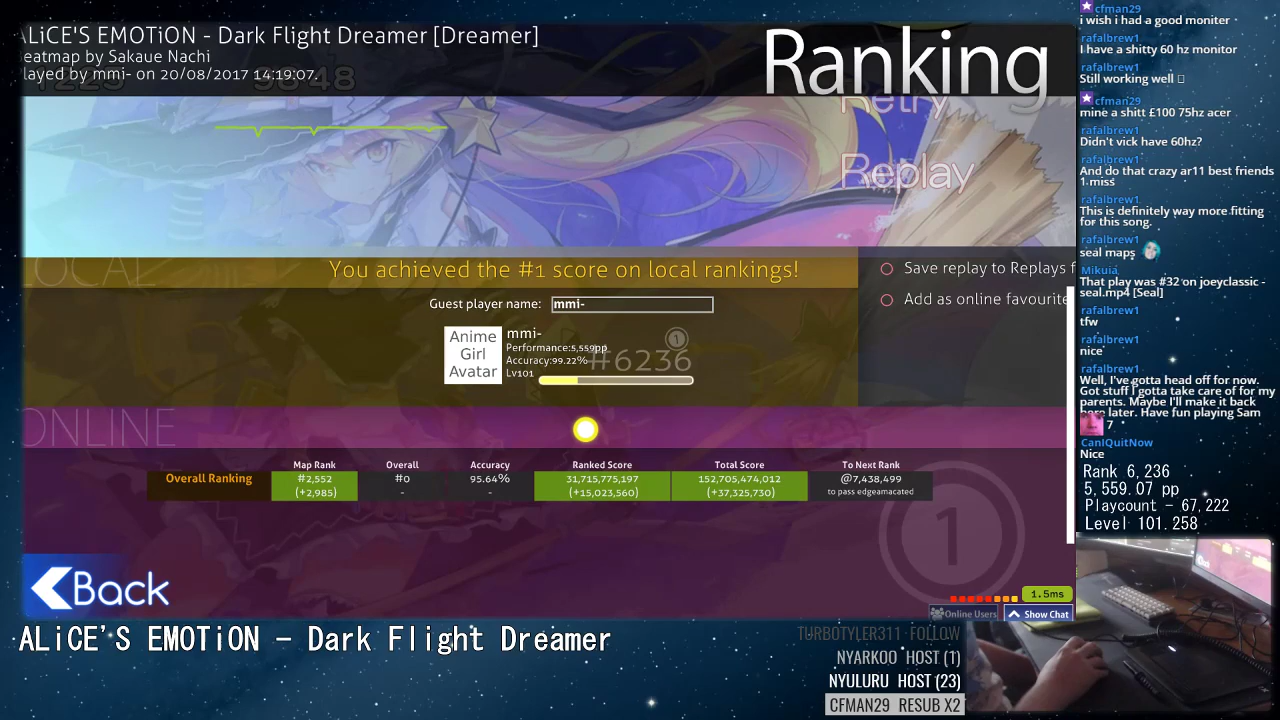 ALiCE'S EMOTiON - Dark Flight Dreamer [Dreamer]
eatmap by Sakaue Nachi
layed by mmi- on 20/08/2017 14:19:07.
Ranking
Retry
Replay
LOCAL
You achieved the #1 score on local rankings!
Save replay to Replays f
Guest player name: mmi-
Add as online favourite
Anime
Girl
Avatar
mmi-
Performance:5,559pp
Accuracy:99.22%
Lv101
#6236
1
ONLINE
Map Rank Overall Accuracy Ranked Score Total Score To Next Rank
Overall Ranking #2,552 #0 95.64% 31,715,775,197 152,705,474,012 @7,438,499
(+2,985) - - (+15,023,560) (+37,325,730) to pass edgeamacated
1
Back
1.5ms
Online Users
Show Chat
ALiCE'S EMOTiON - Dark Flight Dreamer
TURBOTYLER311 FOLLOW
NYARKOO HOST (1)
NYULURU HOST (23)
CFMAN29 RESUB X2
cfman29
i wish i had a good moniter
rafalbrew1
I have a shitty 60 hz monitor
rafalbrew1
Still working well
cfman29
mine a shitt £100 75hz acer
rafalbrew1
Didn't vick have 60hz?
rafalbrew1
And do that crazy ar11 best friends
1 miss
rafalbrew1
This is definitely way more fitting
for this song.
rafalbrew1
seal maps
Mikuia
That play was #32 on joeyclassic -
seal.mp4 [Seal]
rafalbrew1
tfw
rafalbrew1
nice
rafalbrew1
Well, I've gotta head off for now.
Got stuff I gotta take care of for my
parents. Maybe I'll make it back
here later. Have fun playing Sam
7
CanIQuitNow
Nice
Rank 6,236
5,559.07 pp
Playcount - 67,222
Level 101.258